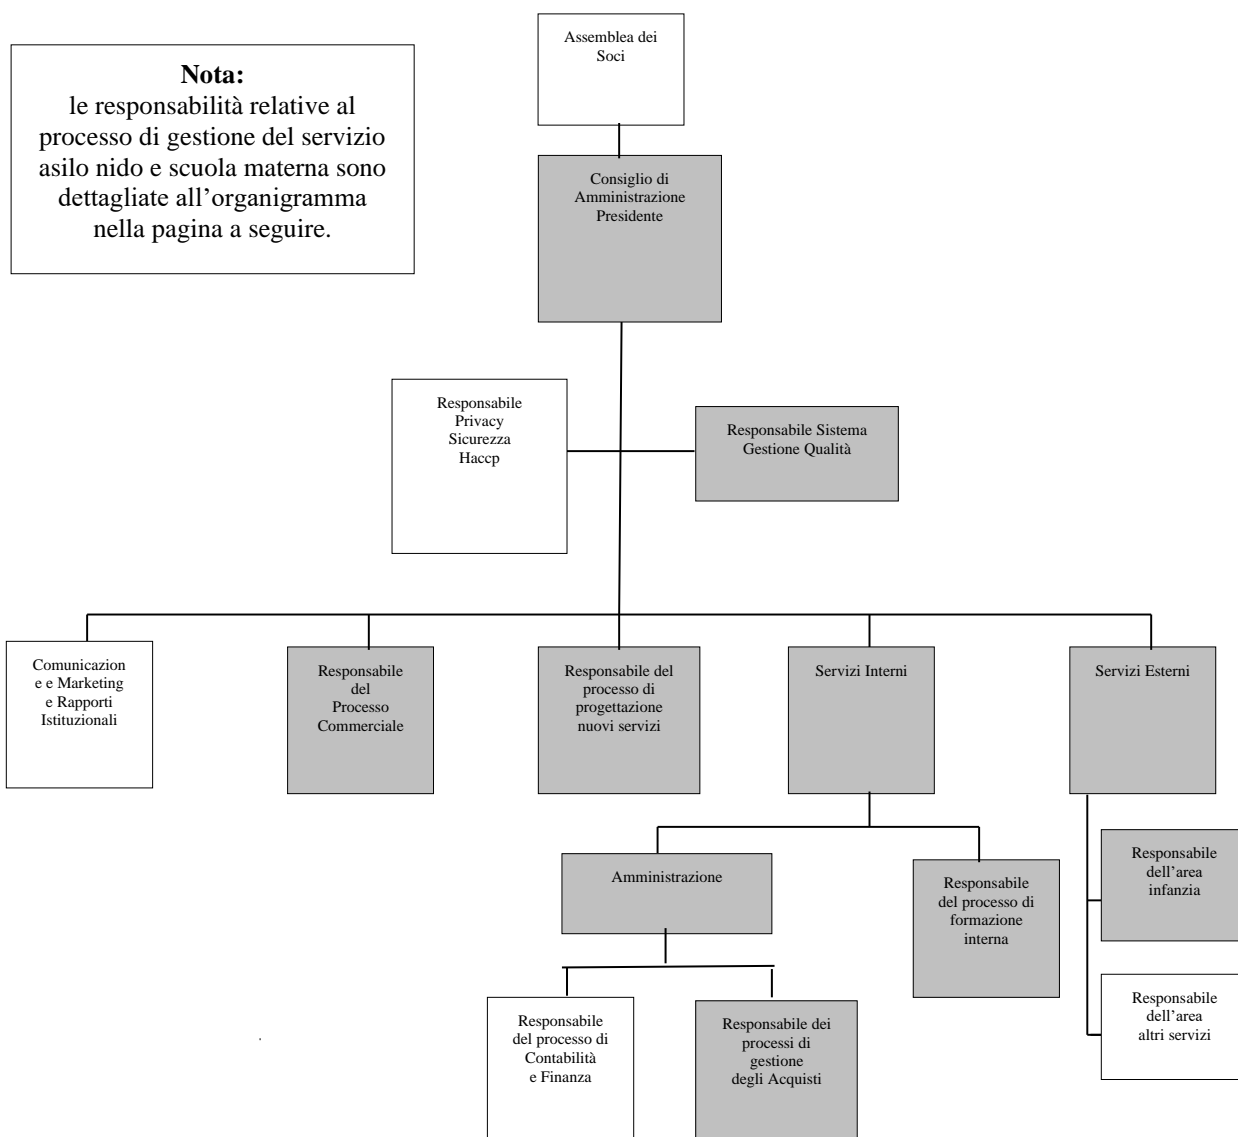 Assemblea dei
Soci
Nota:
le responsabilità relative al
processo di gestione del servizio
asilo nido e scuola materna sono
dettagliate all’organigramma
nella pagina a seguire.
Consiglio di
Amministrazione
Presidente
Responsabile
Privacy
Sicurezza
Haccp
Responsabile Sistema
Gestione Qualità
Comunicazion
e e Marketing
e Rapporti
Istituzionali
Responsabile
del
Processo
Commerciale
Responsabile del
processo di
progettazione
nuovi servizi
Servizi Interni
Servizi Esterni
Amministrazione
Responsabile
del processo di
formazione
interna
Responsabile
dell’area
infanzia
Responsabile
dell’area
altri servizi
Responsabile
del processo di
Contabilità
e Finanza
Responsabile dei
processi di
gestione
degli Acquisti